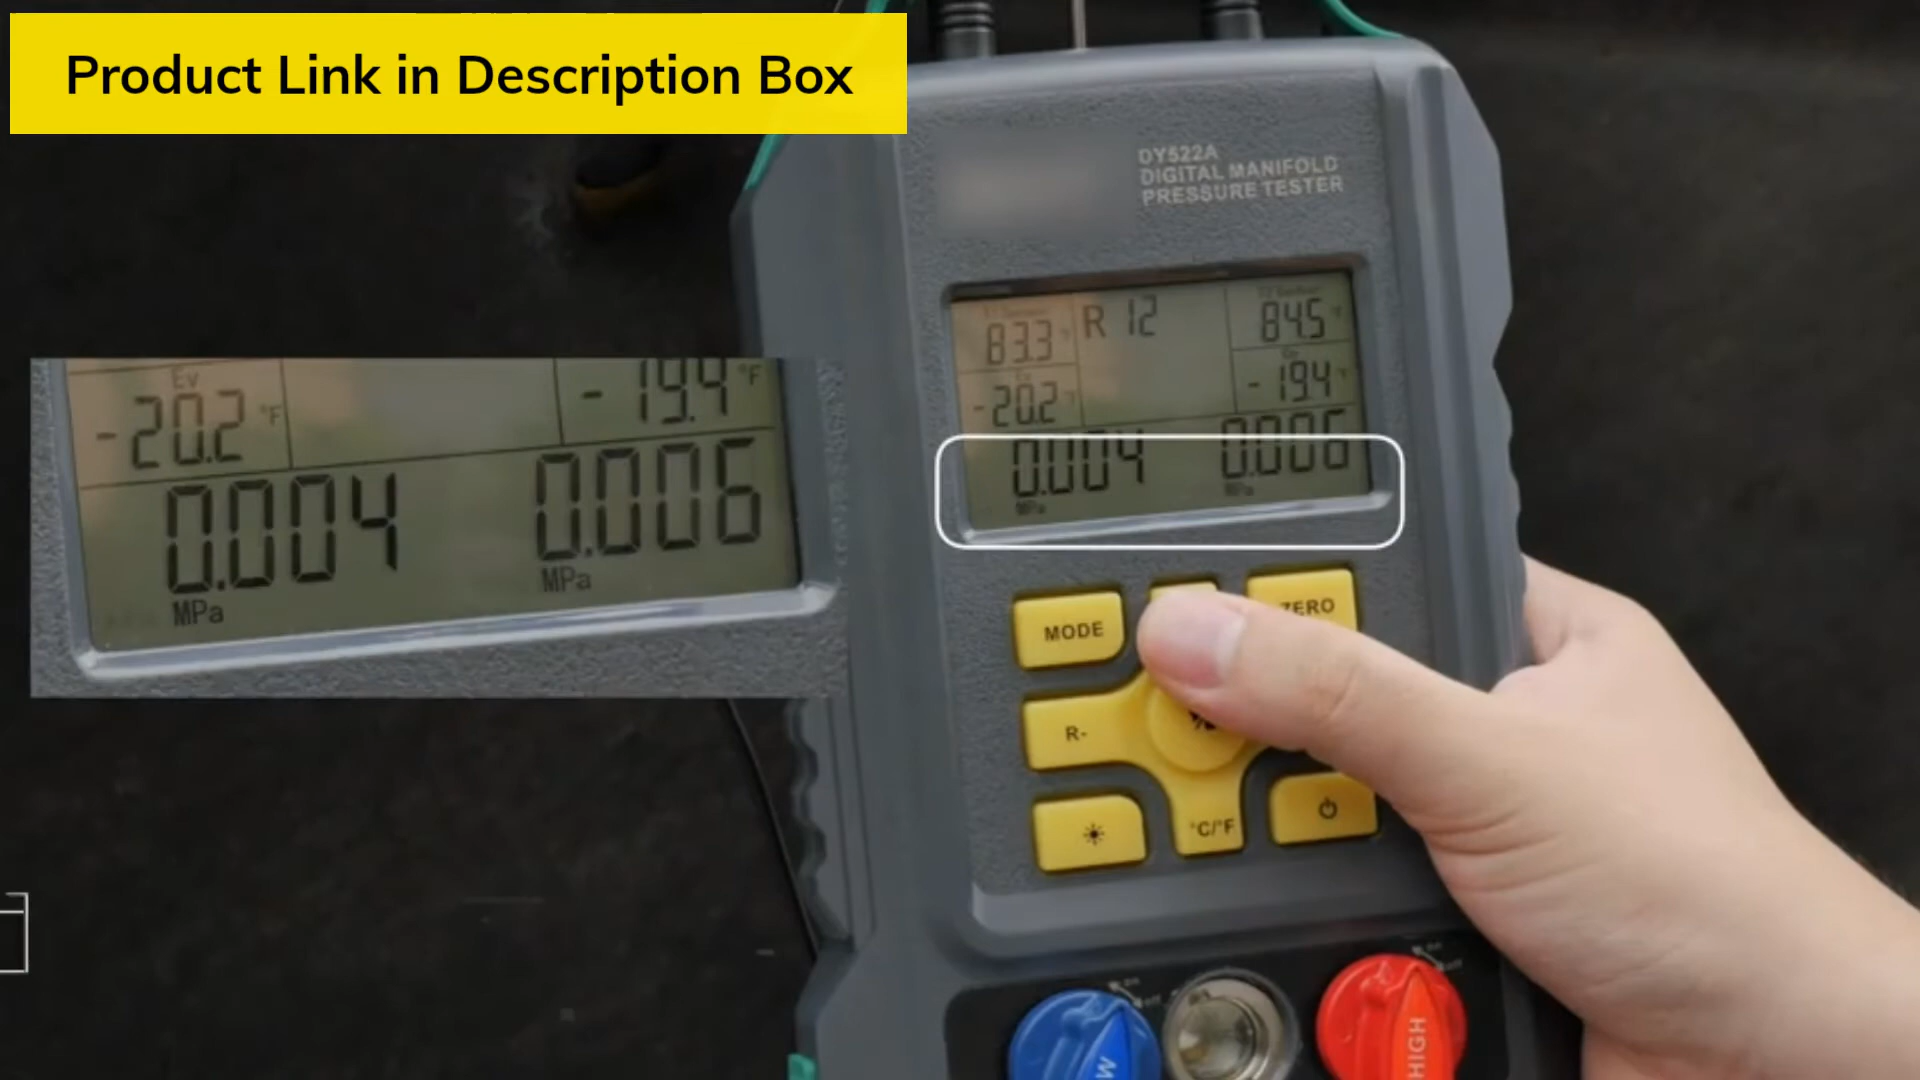 Product Link in Description Box
DY522A
DIGITAL MANIFOLD
PRESSURE TESTER
83.3 °F
R 12
84.5 °F
Ev
-20.2 °F
-19.4 °F
0.004
0.006
MPa
MPa
Ev
-20.2 °F
-19.4 °F
0.004
0.006
MPa
MPa
MODE
ZERO
R-
°C/°F
HIGH